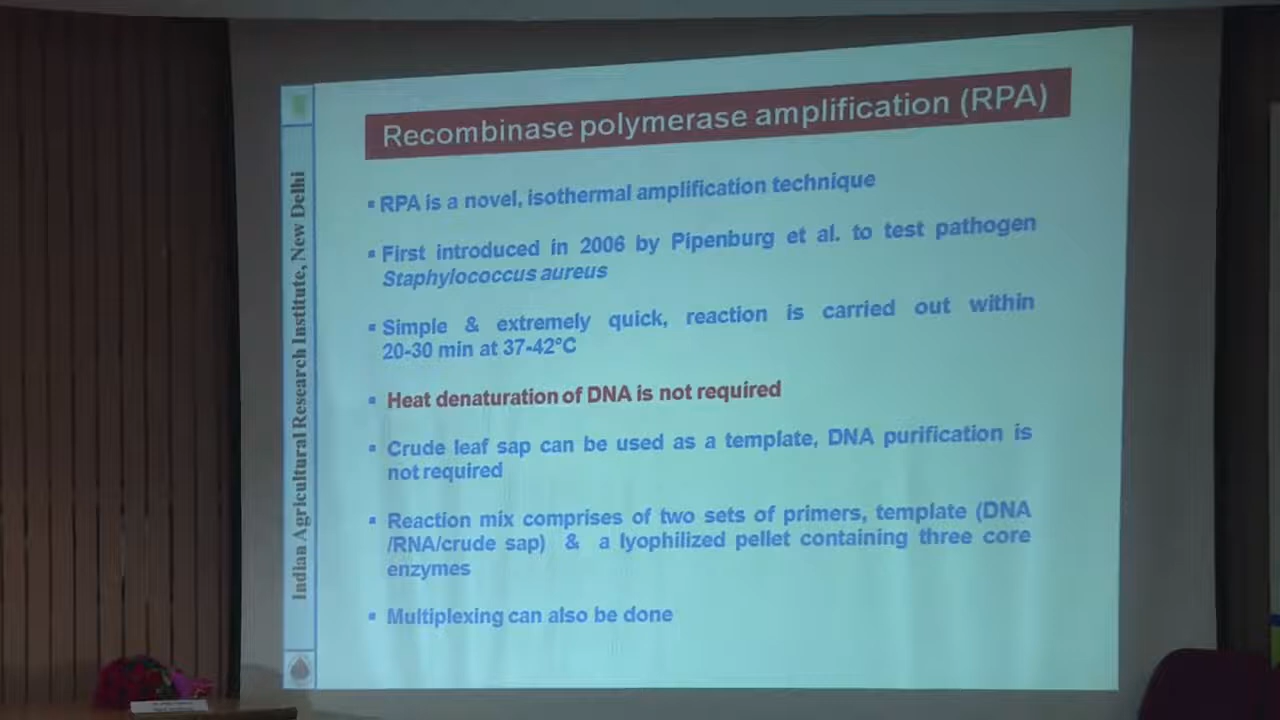 Recombinase polymerase amplification (RPA)
▪ RPA is a novel, isothermal amplification technique
▪ First introduced in 2006 by Pipenburg et al. to test pathogen
Staphylococcus aureus
▪ Simple & extremely quick, reaction is carried out within
20-30 min at 37-42°C
▪ Heat denaturation of DNA is not required
▪ Crude leaf sap can be used as a template, DNA purification is
not required
▪ Reaction mix comprises of two sets of primers, template (DNA
/RNA/crude sap) & a lyophilized pellet containing three core
enzymes
▪ Multiplexing can also be done
Indian Agricultural Research Institute, New Delhi